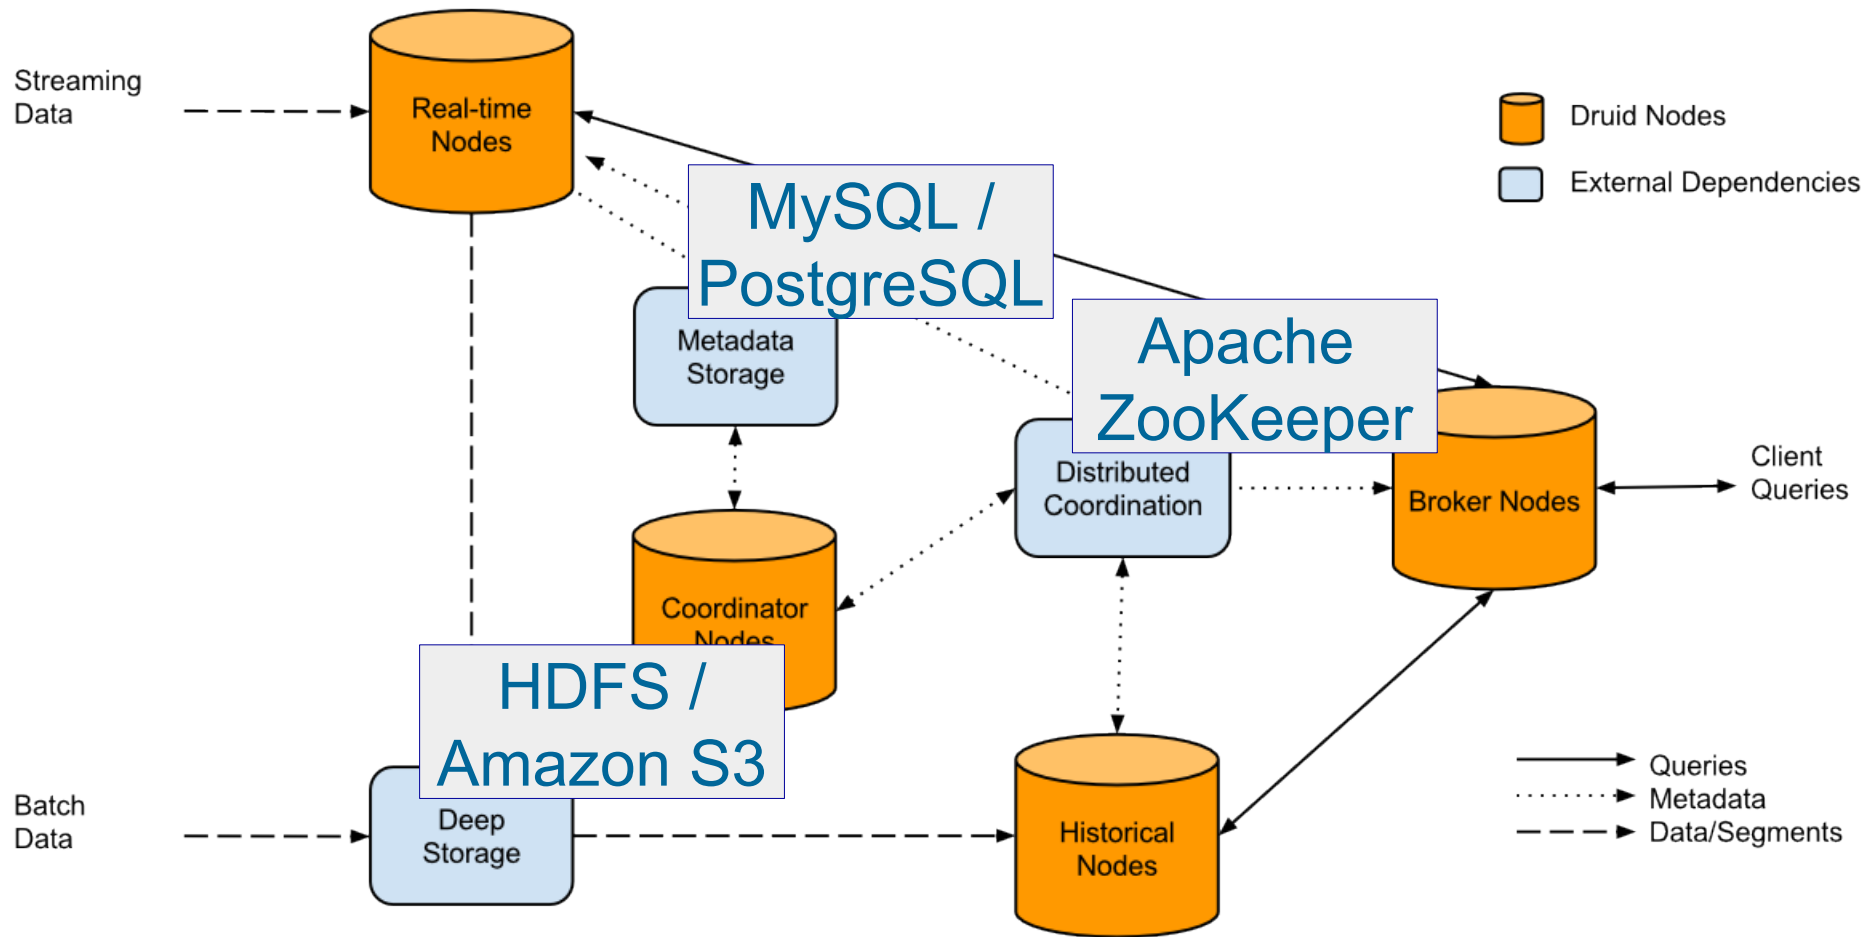 Streaming
Data
Real-time
Nodes
Druid Nodes
External Dependencies
MySQL /
PostgreSQL
Metadata
Storage
Apache
ZooKeeper
Distributed
Coordination
Broker Nodes
Client
Queries
Coordinator
Nodes
HDFS /
Amazon S3
Batch
Data
Deep
Storage
Historical
Nodes
Queries
Metadata
Data/Segments